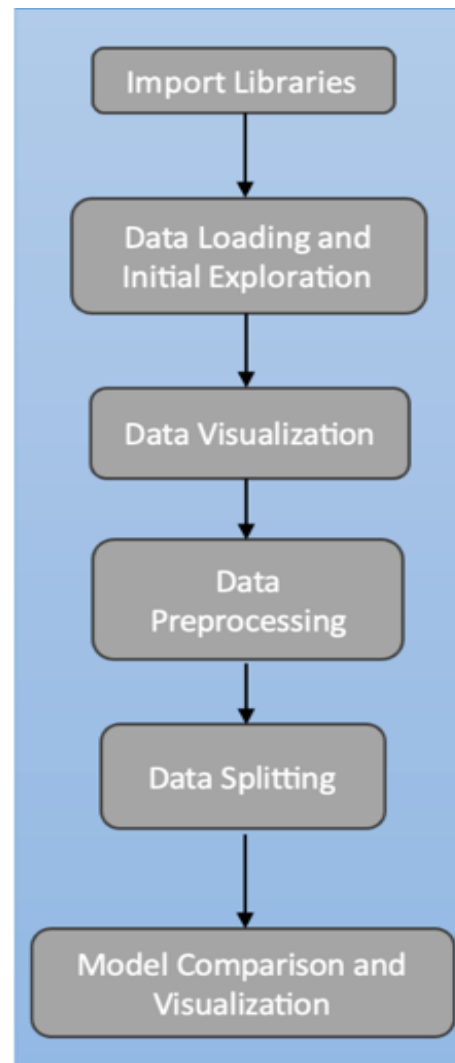 Import Libraries
Data Loading and
Initial Exploration
Data Visualization
Data
Preprocessing
Data Splitting
Model Comparison and
Visualization